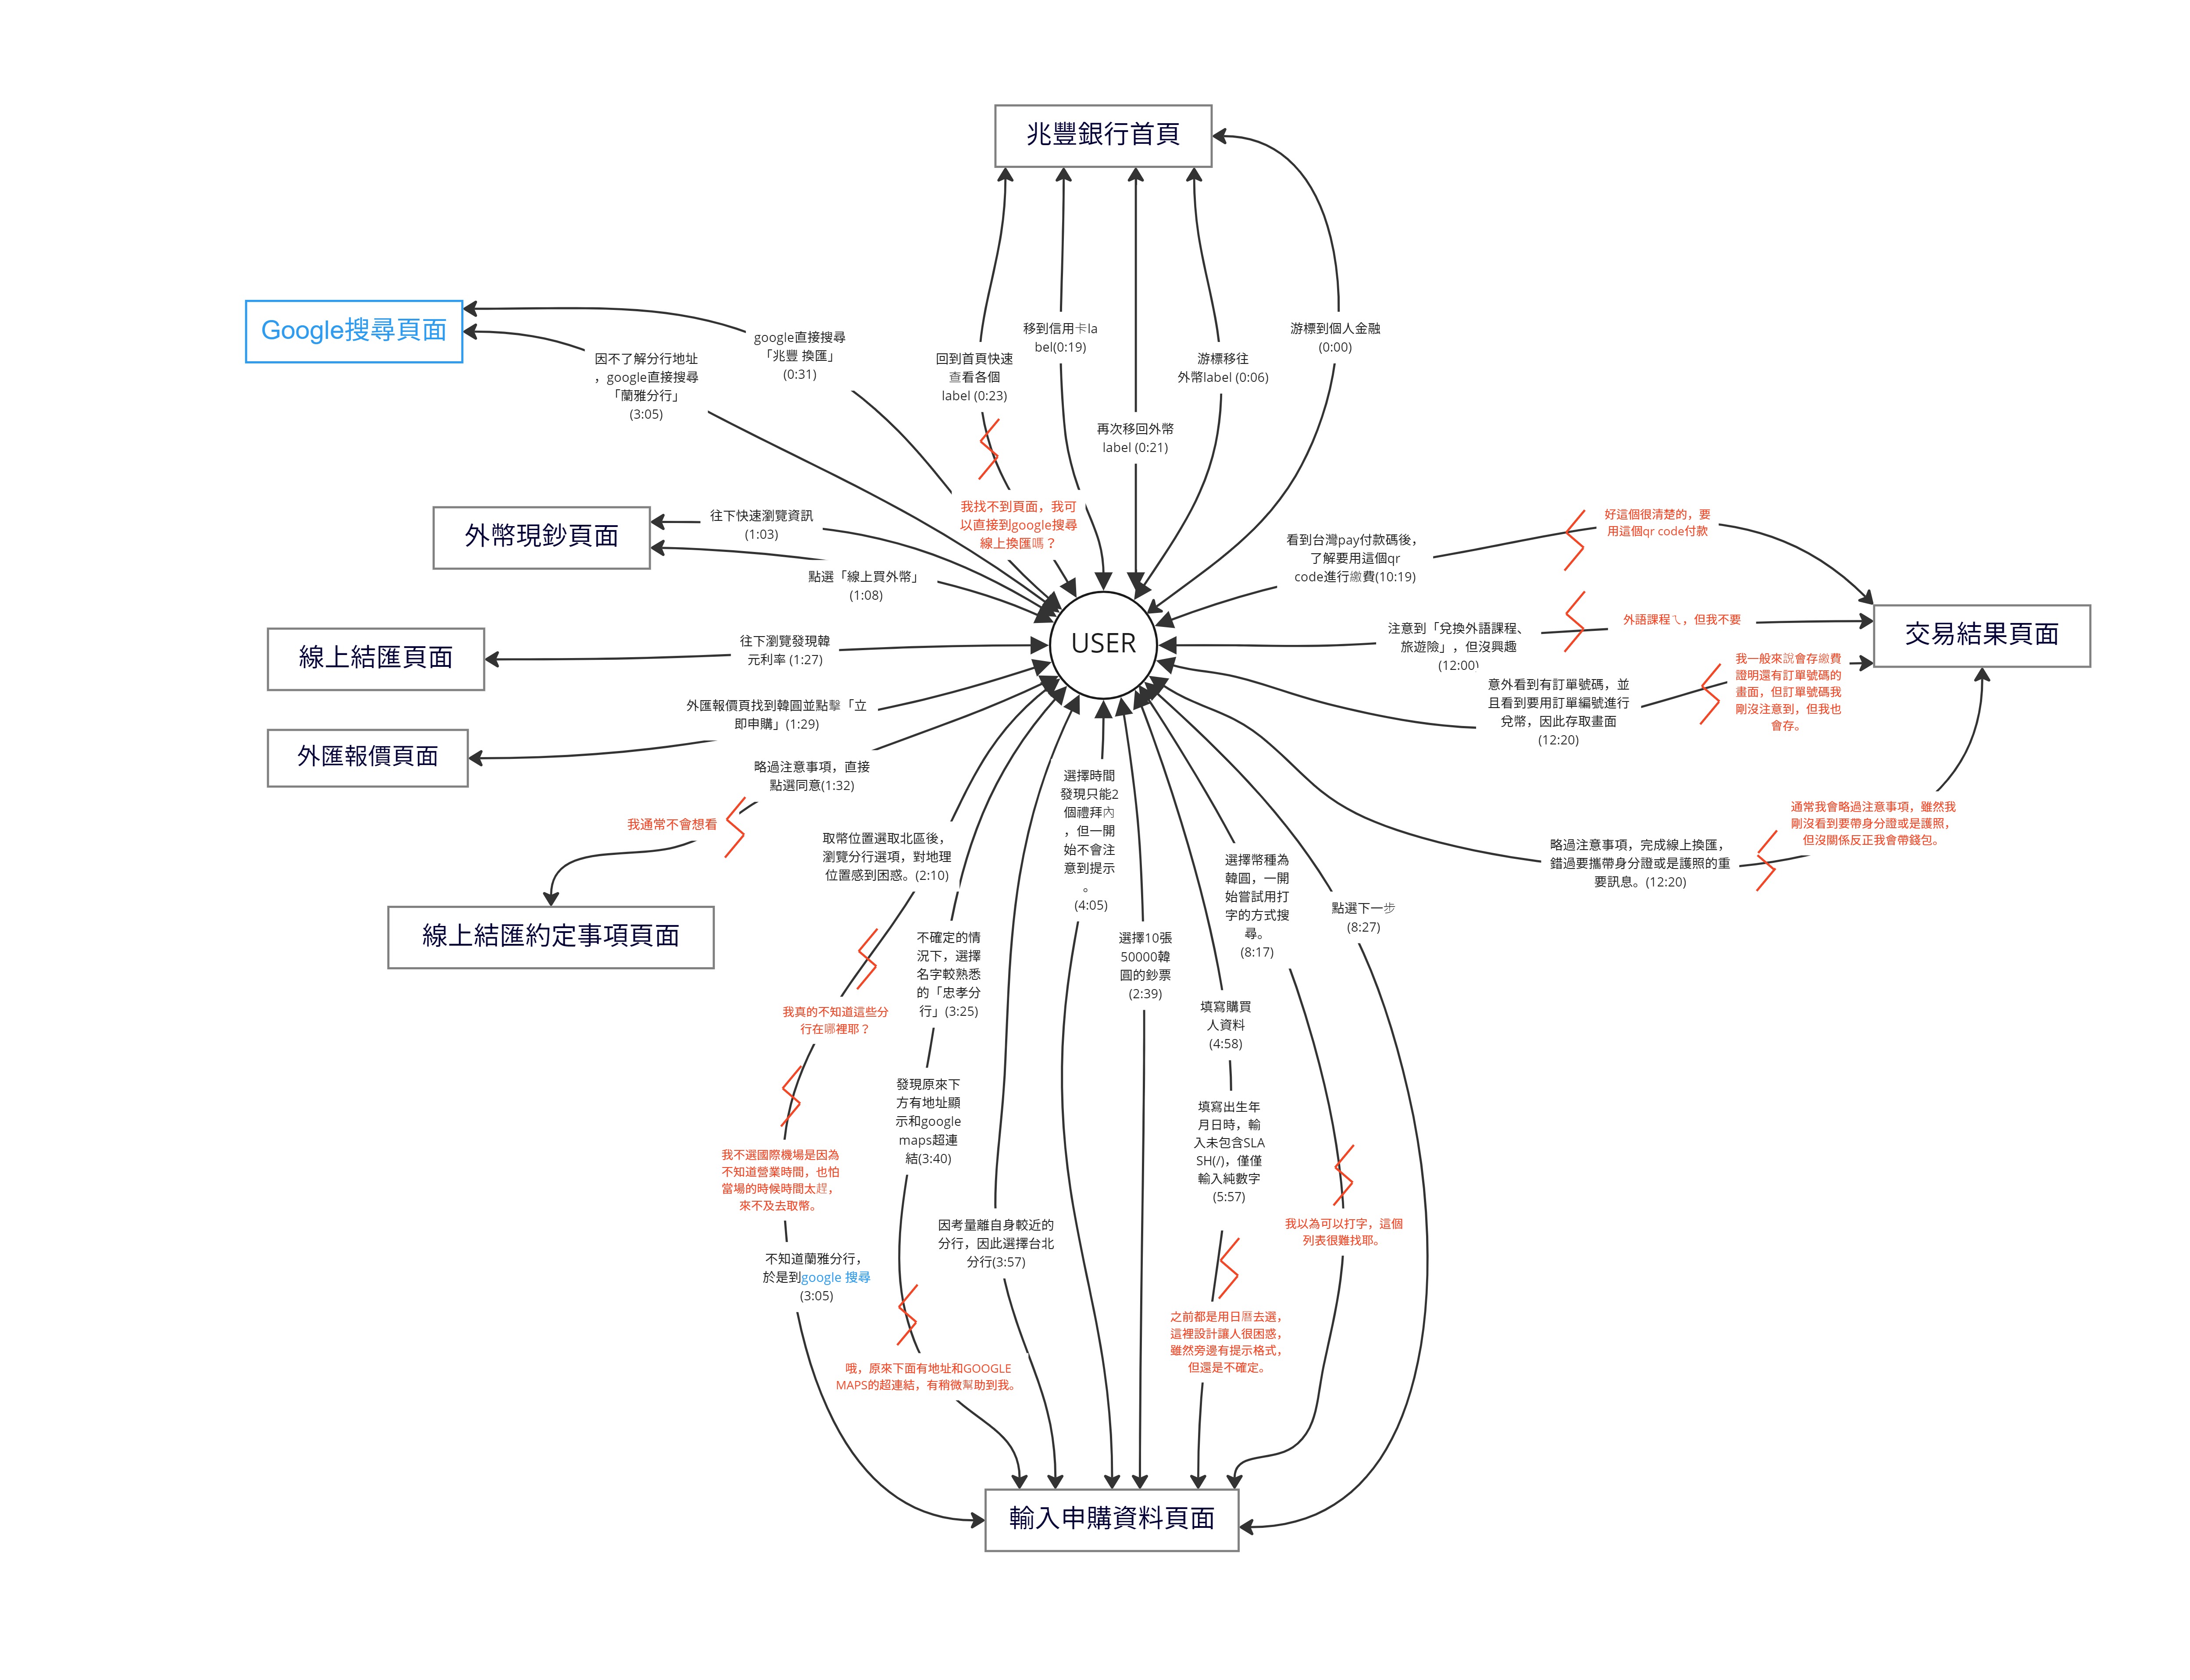 兆豐銀行首頁
Google搜尋頁面
google直接搜尋
「兆豐 換匯」
(0:31)
因不了解分行地址
，google直接搜尋
「蘭雅分行」
(3:05)
回到首頁快速
查看各個
label (0:23)
移到信用卡la
bel(0:19)
再次移回外幣
label (0:21)
游標移往
外幣label (0:06)
游標到個人金融
(0:00)
我找不到頁面，我可
以直接到google搜尋
線上換匯嗎？
外幣現鈔頁面
往下快速瀏覽資訊
(1:03)
點選「線上買外幣」
(1:08)
線上結匯頁面
往下瀏覽發現韓
元利率 (1:27)
外匯報價頁面
外匯報價頁找到韓圓並點擊「立
即申購」(1:29)
略過注意事項，直接
點選同意(1:32)
我通常不會想看
線上結匯約定事項頁面
USER
看到台灣pay付款碼後，
了解要用這個qr
code進行繳費(10:19)
好這個很清楚的，要
用這個qr code付款
注意到「兌換外語課程、
旅遊險」，但沒興趣
(12:00)
外語課程ㄟ，但我不要
交易結果頁面
意外看到有訂單號碼，並
且看到要用訂單編號進行
兌幣，因此存取畫面
(12:20)
我一般來說會存繳費
證明還有訂單號碼的
畫面，但訂單號碼我
剛沒注意到，但我也
會存。
略過注意事項，完成線上換匯，
錯過要攜帶身分證或是護照的重
要訊息。(12:20)
通常我會略過注意事項，雖然我
剛沒看到要帶身分證或是護照，
但沒關係反正我會帶錢包。
取幣位置選取北區後，
瀏覽分行選項，對地理
位置感到困惑。(2:10)
我真的不知道這些分
行在哪裡耶？
我不選國際機場是因為
不知道營業時間，也怕
當場的時候時間太趕，
來不及去取幣。
不知道蘭雅分行，
於是到google 搜尋
(3:05)
不確定的情
況下，選擇
名字較熟悉
的「忠孝分
行」(3:25)
發現原來下
方有地址顯
示和google
maps超連
結(3:40)
哦，原來下面有地址和GOOGLE
MAPS的超連結，有稍微幫助到我。
因考量離自身較近的
分行，因此選擇台北
分行(3:57)
選擇時間
發現只能2
個禮拜內
，但一開
始不會注
意到提示
。
(4:05)
選擇10張
50000韓
圓的鈔票
(2:39)
填寫購買
人資料
(4:58)
填寫出生年
月日時，輸
入未包含SLA
SH(/)，僅僅
輸入純數字
(5:57)
之前都是用日曆去選，
這裡設計讓人很困惑，
雖然旁邊有提示格式，
但還是不確定。
選擇幣種為
韓圓，一開
始嘗試用打
字的方式搜
尋。
(8:17)
我以為可以打字，這個
列表很難找耶。
點選下一步
(8:27)
輸入申購資料頁面